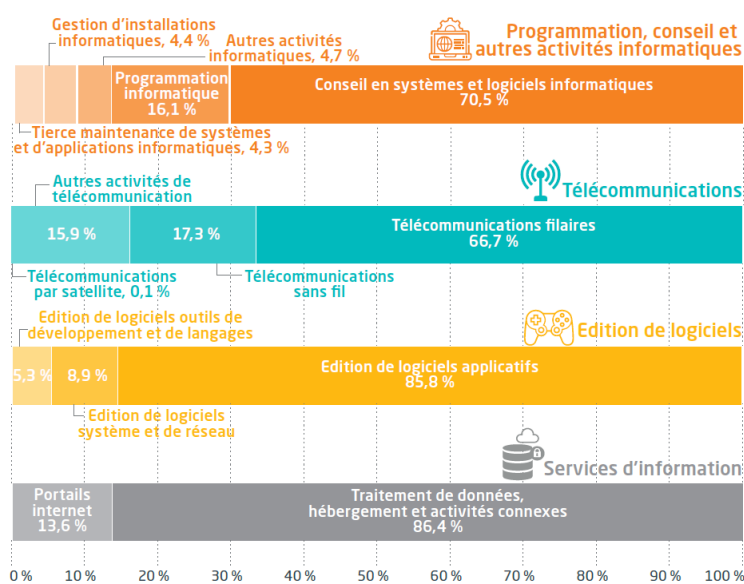 Programmation, conseil et
autres activités informatiques
Gestion d'installations
informatiques, 4,4 %
Autres activités
informatiques, 4,7 %
Programmation
informatique
16,1 %
Conseil en systèmes et logiciels informatiques
70,5 %
Tierce maintenance de systèmes
et d'applications informatiques, 4,3 %
Télécommunications
Autres activités de
télécommunication
15,9 %
17,3 %
Télécommunications filaires
66,7 %
Télécommunications
par satellite, 0,1 %
Télécommunications
sans fil
Edition de logiciels
Edition de logiciels outils de
développement et de langages
5,3 %
8,9 %
Edition de logiciels applicatifs
85,8 %
Edition de logiciels
système et de réseau
Services d'information
Portails
internet
13,6 %
Traitement de données,
hébergement et activités connexes
86,4 %
0 % 10 % 20 % 30 % 40 % 50 % 60 % 70 % 80 % 90 % 100 %